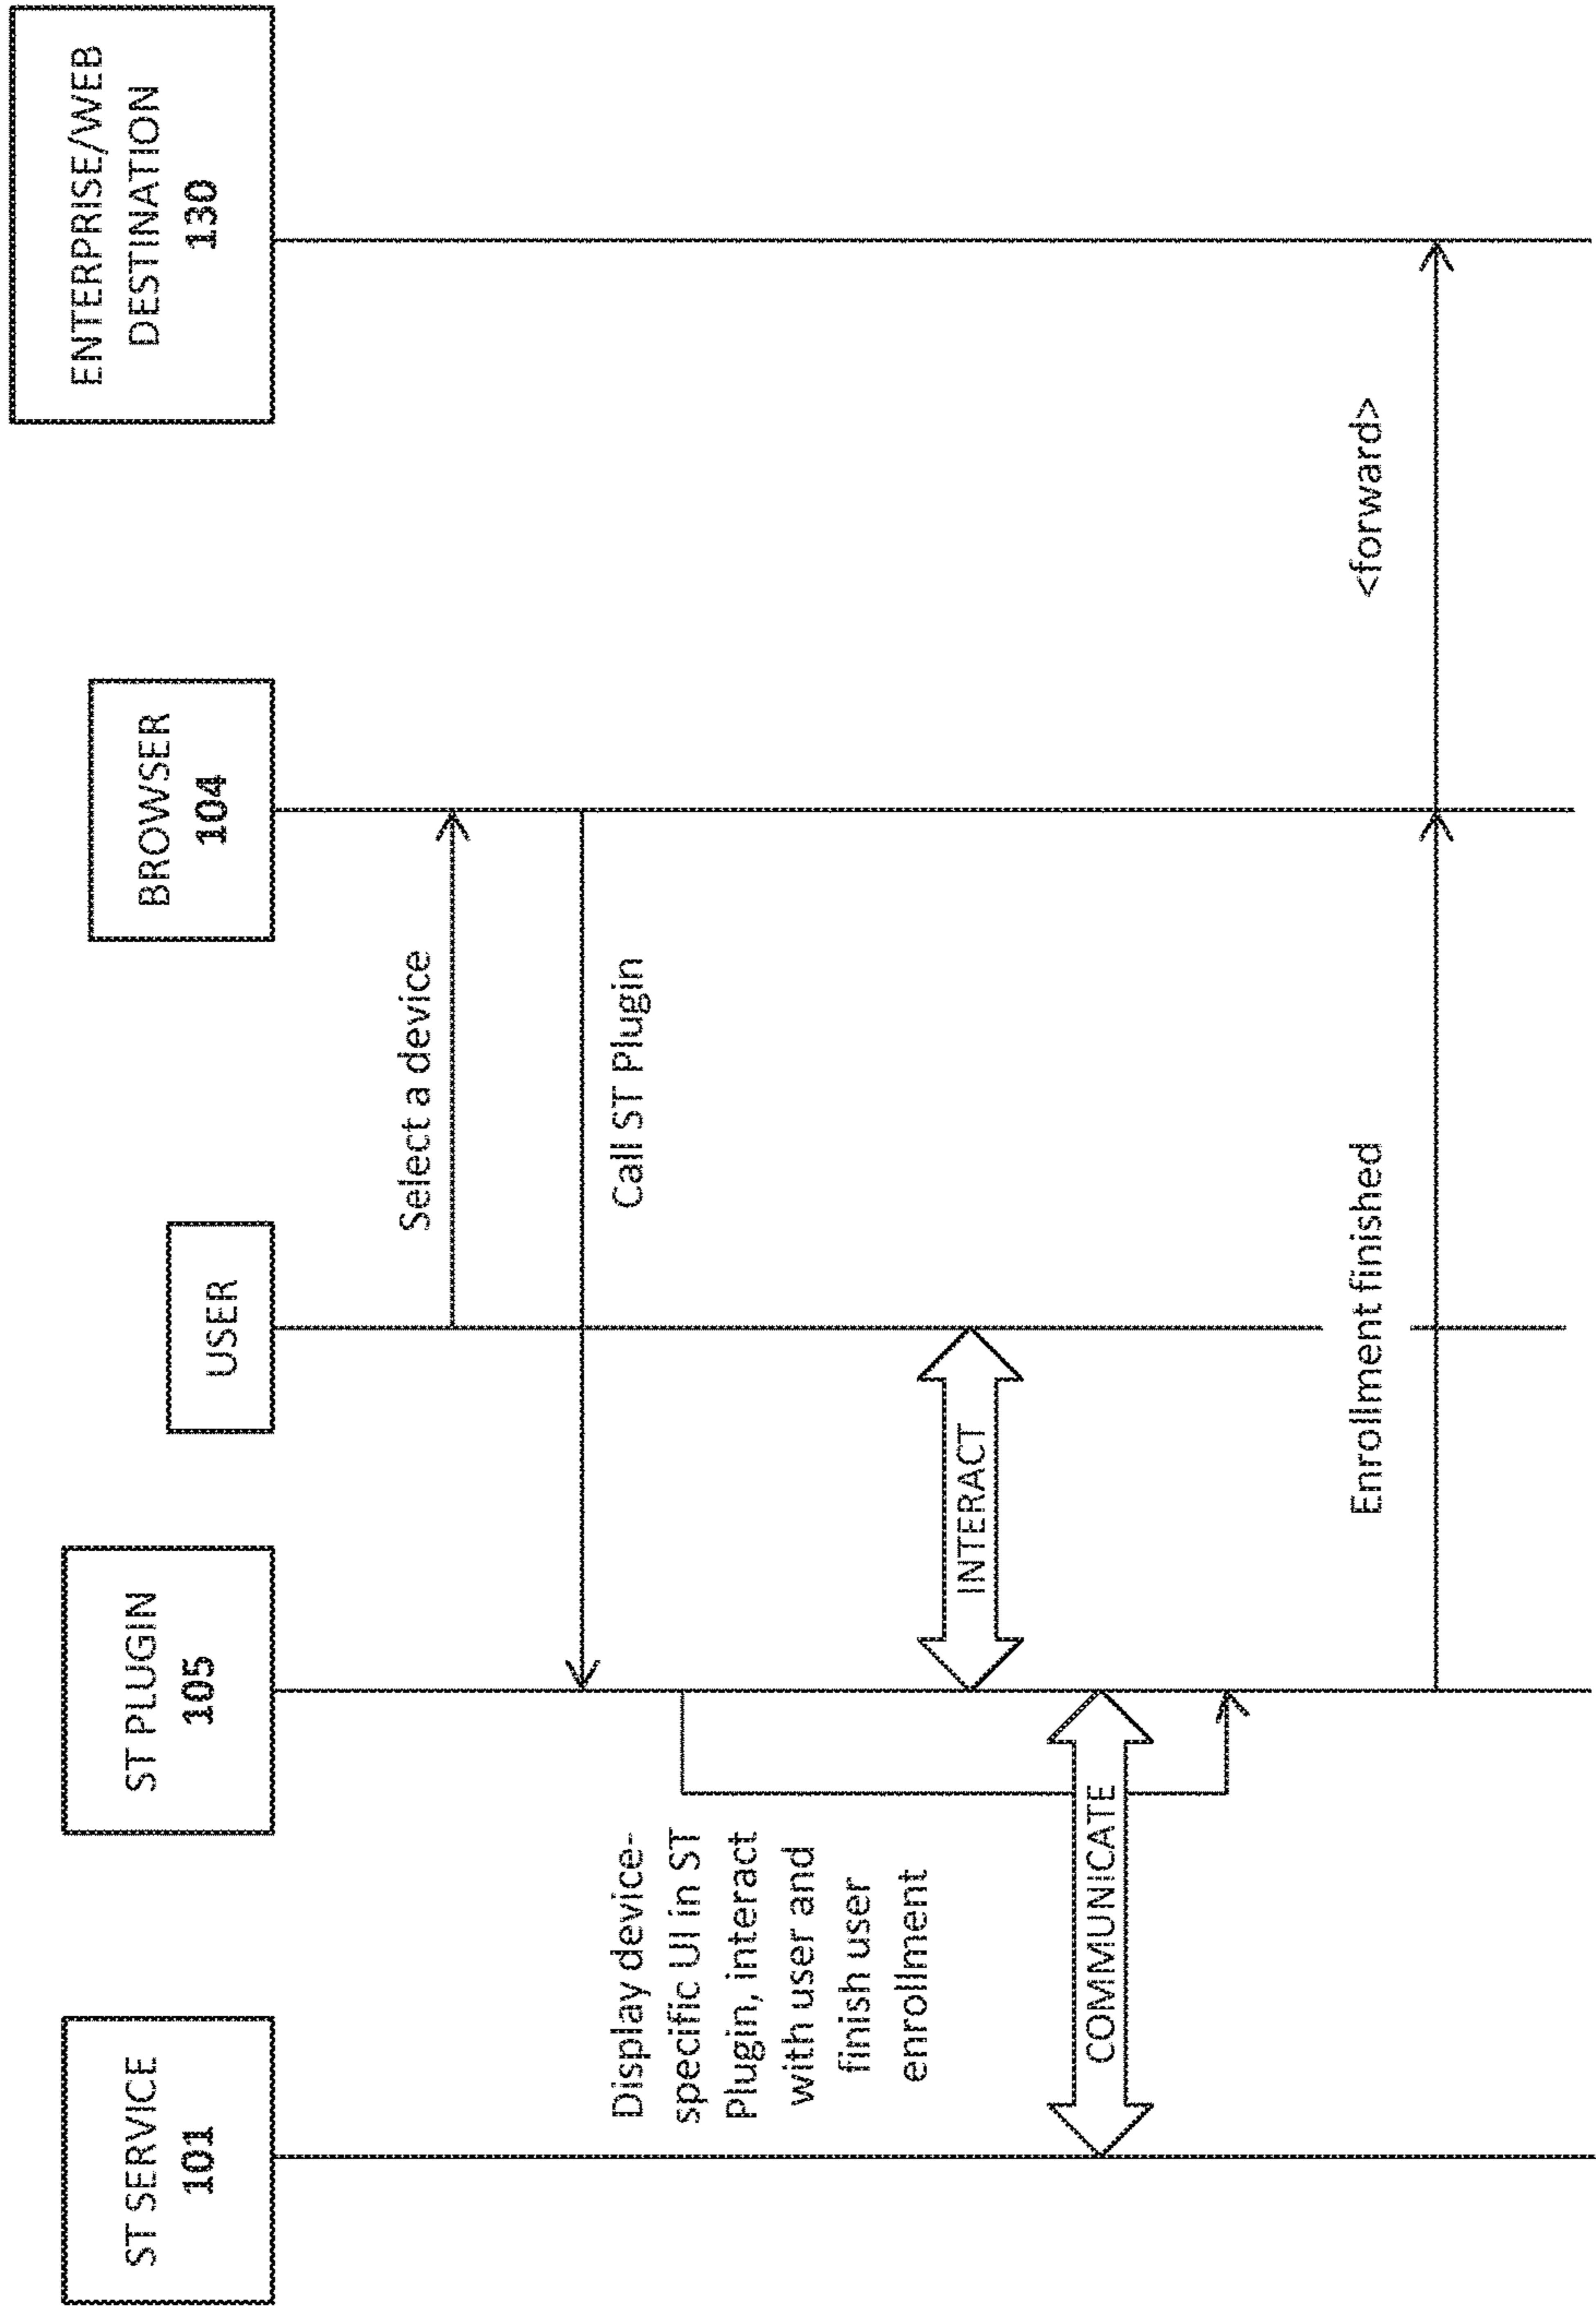 ST SERVICE
101
ST PLUGIN
105
USER
BROWSER
104
ENTERPRISE/WEB
DESTINATION
130
Select a device
Call ST Plugin
Display device-
specific UI in ST
Plugin, interact
with user and
finish user
enrollment
INTERACT
COMMUNICATE
Enrollment finished
<forward>